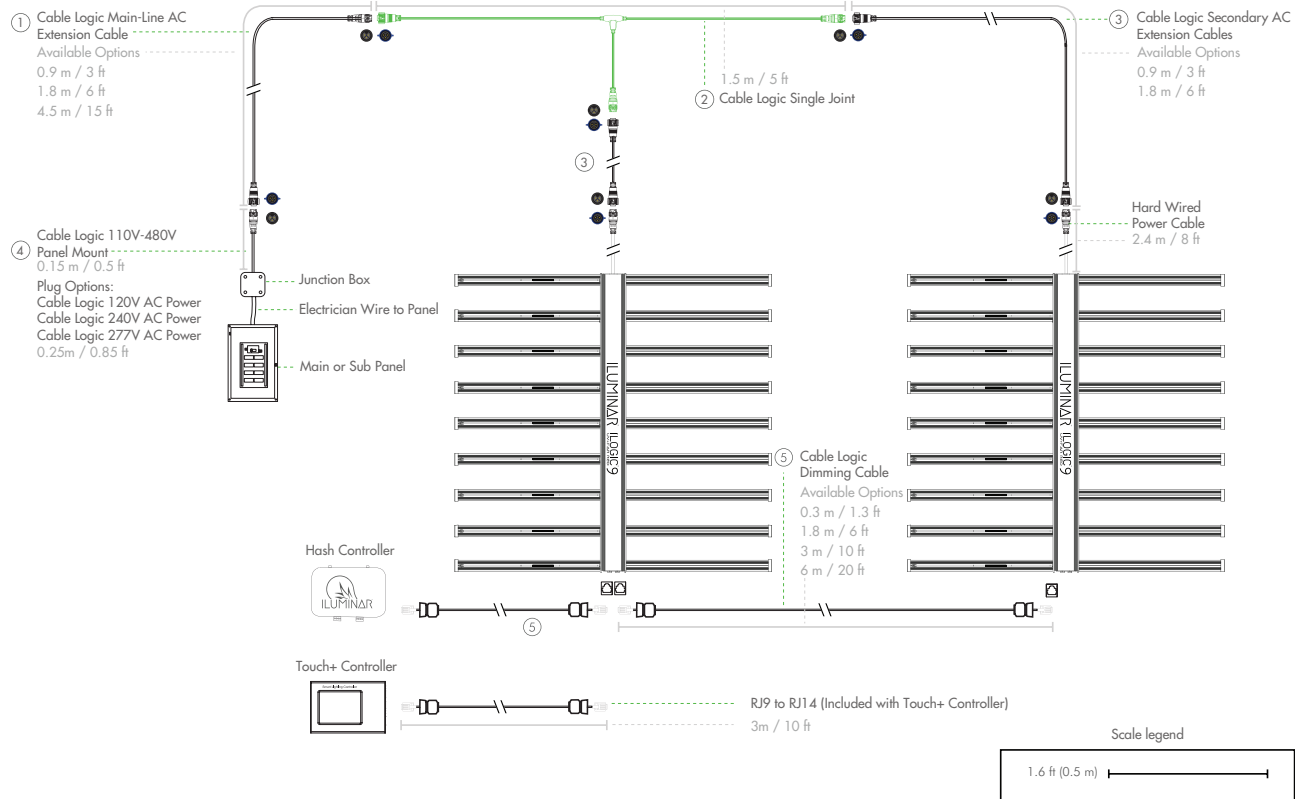 1 Cable Logic Main-Line AC
Extension Cable
Available Options
0.9 m / 3 ft
1.8 m / 6 ft
4.5 m / 15 ft
1.5 m / 5 ft
2 Cable Logic Single Joint
3 Cable Logic Secondary AC
Extension Cables
Available Options
0.9 m / 3 ft
1.8 m / 6 ft
3
Hard Wired
Power Cable
2.4 m / 8 ft
4 Cable Logic 110V-480V
Panel Mount
0.15 m / 0.5 ft
Plug Options:
Cable Logic 120V AC Power
Cable Logic 240V AC Power
Cable Logic 277V AC Power
0.25m / 0.85 ft
Junction Box
Electrician Wire to Panel
Main or Sub Panel
ILUMINAR ILOGIC9
ILUMINAR ILOGIC9
5 Cable Logic
Dimming Cable
Available Options
0.3 m / 1.3 ft
1.8 m / 6 ft
3 m / 10 ft
6 m / 20 ft
Hash Controller
ILUMINAR
5
Touch+ Controller
RJ9 to RJ14 (Included with Touch+ Controller)
3m / 10 ft
Scale legend
1.6 ft (0.5 m)